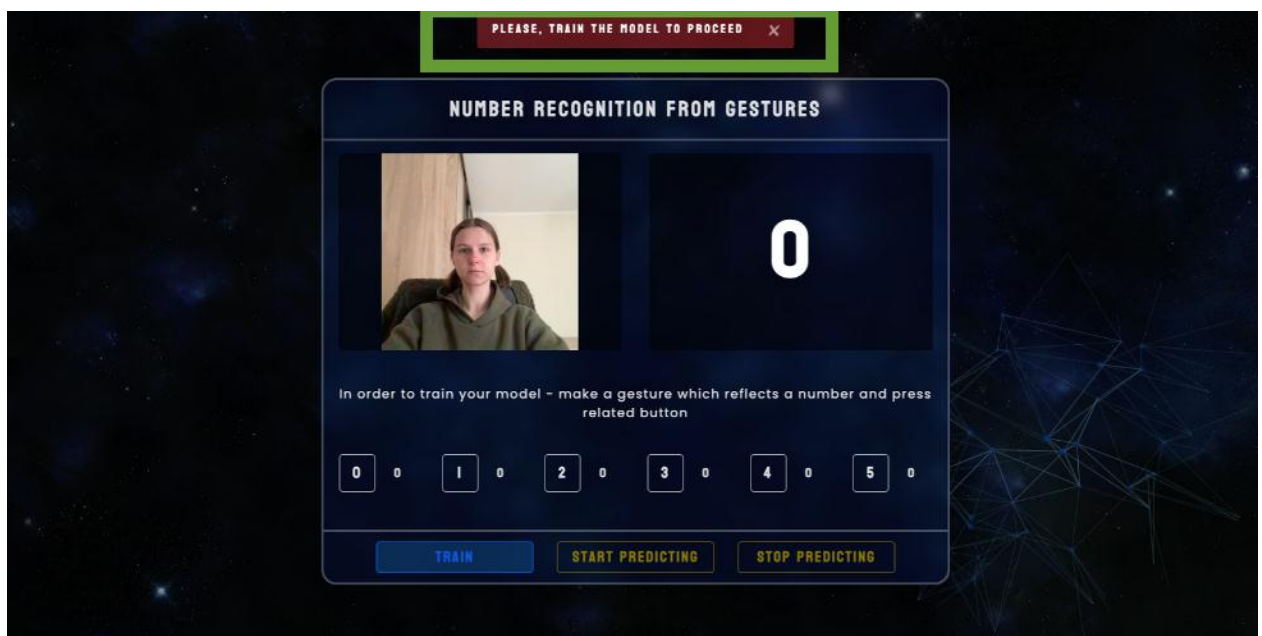 PLEASE, TRAIN THE MODEL TO PROCEED X
NUMBER RECOGNITION FROM GESTURES
0
In order to train your model - make a gesture which reflects a number and press
related button
0 0 1 0 2 0 3 0 4 0 5 0
TRAIN START PREDICTING STOP PREDICTING